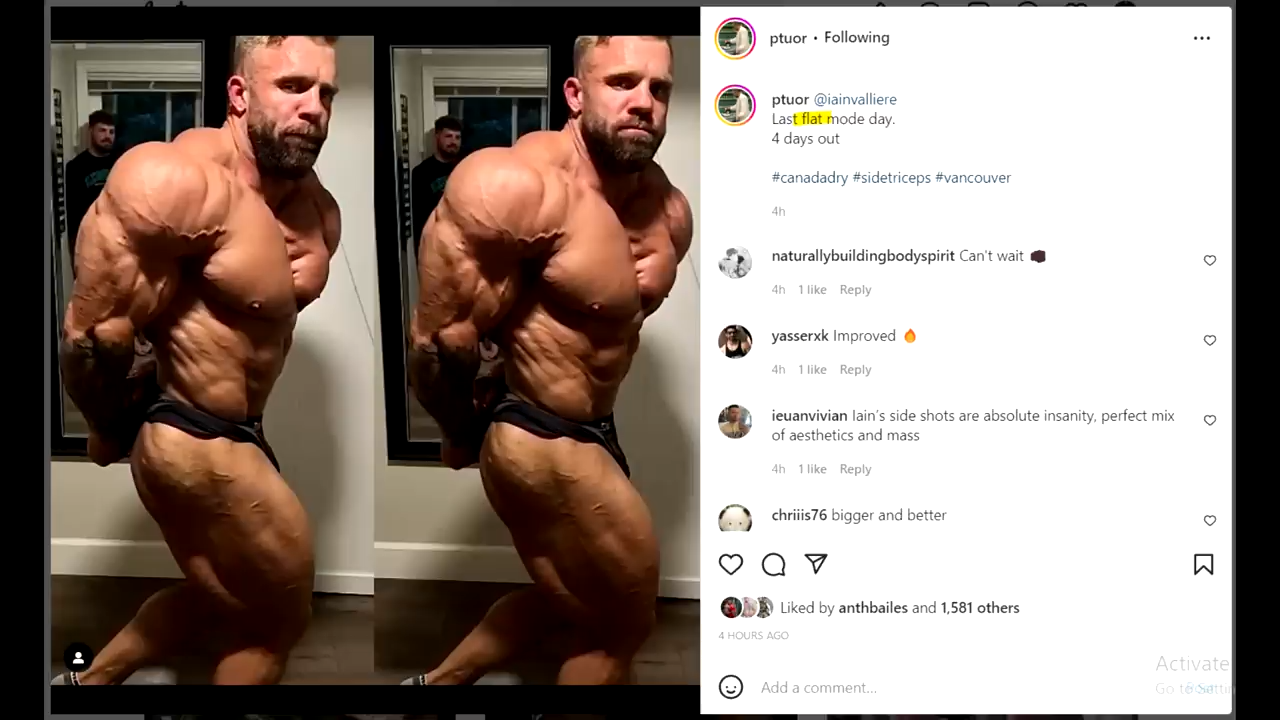 ptuor • Following
ptuor @iainvalliere
Last flat mode day.
4 days out
#canadadry #sidetriceps #vancouver
4h
naturallybuildingbodyspirit Can't wait
4h 1 like Reply
yasserxk Improved 🔥
4h 1 like Reply
ieuanvivian Iain's side shots are absolute insanity, perfect mix
of aesthetics and mass
4h 1 like Reply
chriiis76 bigger and better
Liked by anthbailes and 1,581 others
4 HOURS AGO
Activate
Add a comment...
Go to